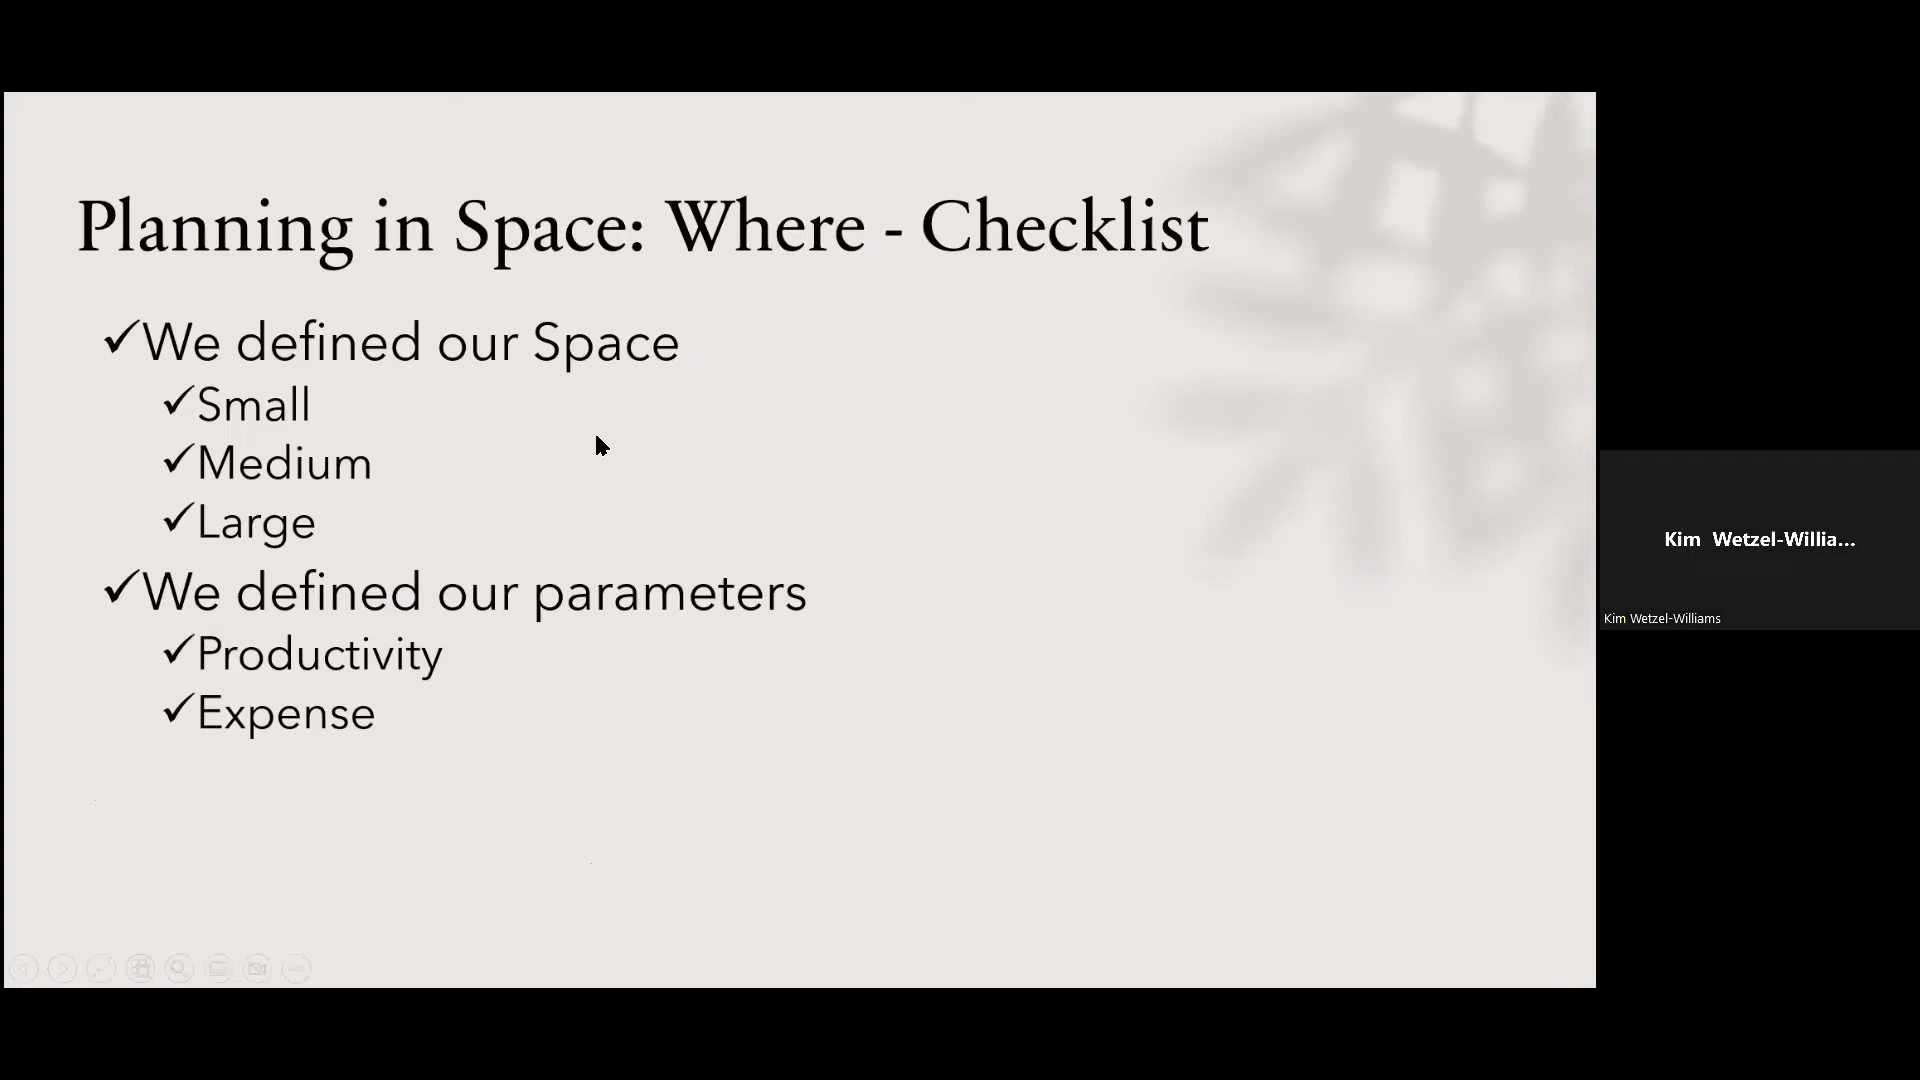 Planning in Space: Where - Checklist
✓We defined our Space
✓Small
✓Medium
✓Large
✓We defined our parameters
✓Productivity
✓Expense
Kim Wetzel-Willia...
Kim Wetzel-Williams